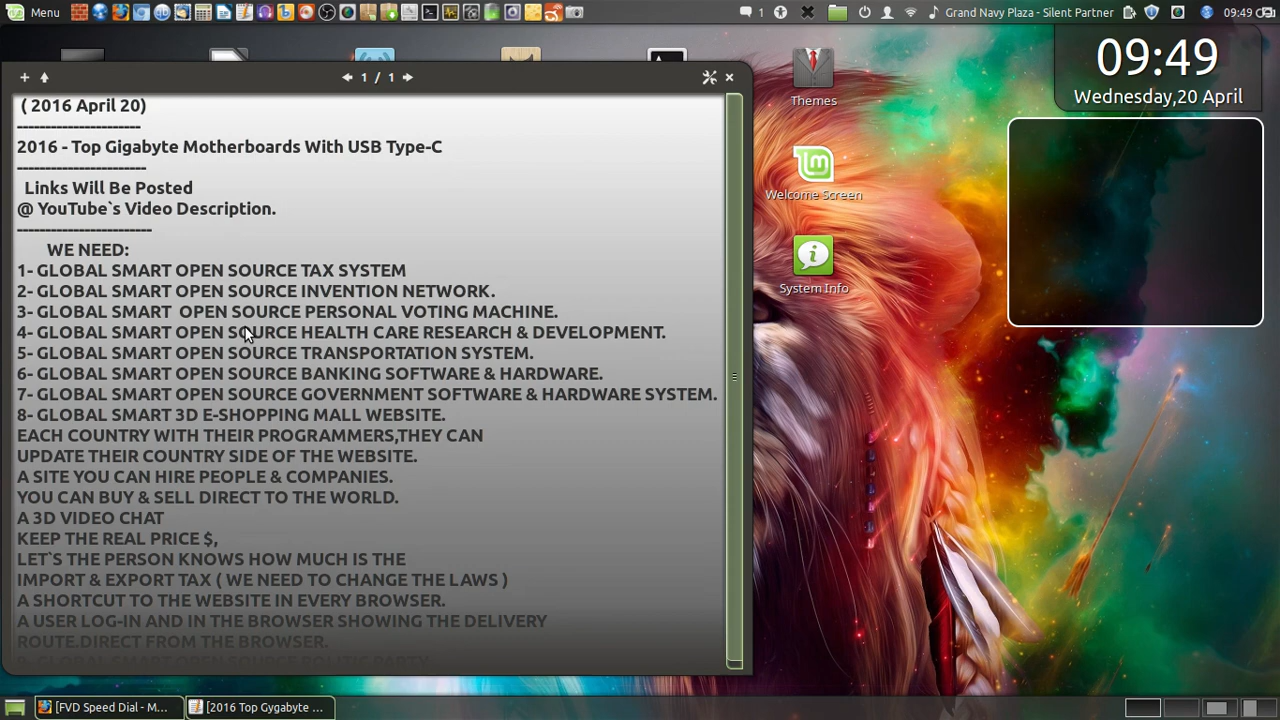 Menu
1
Grand Navy Plaza - Silent Partner
09:49
1 / 1
( 2016 April 20)
----------------------
2016 - Top Gigabyte Motherboards With USB Type-C
-----------------------
Links Will Be Posted
@ YouTube`s Video Description.
------------------------
WE NEED:
1- GLOBAL SMART OPEN SOURCE TAX SYSTEM
2- GLOBAL SMART OPEN SOURCE INVENTION NETWORK.
3- GLOBAL SMART OPEN SOURCE PERSONAL VOTING MACHINE.
4- GLOBAL SMART OPEN SOURCE HEALTH CARE RESEARCH & DEVELOPMENT.
5- GLOBAL SMART OPEN SOURCE TRANSPORTATION SYSTEM.
6- GLOBAL SMART OPEN SOURCE BANKING SOFTWARE & HARDWARE.
7- GLOBAL SMART OPEN SOURCE GOVERNMENT SOFTWARE & HARDWARE SYSTEM.
8- GLOBAL SMART 3D E-SHOPPING MALL WEBSITE.
EACH COUNTRY WITH THEIR PROGRAMMERS,THEY CAN
UPDATE THEIR COUNTRY SIDE OF THE WEBSITE.
A SITE YOU CAN HIRE PEOPLE & COMPANIES.
YOU CAN BUY & SELL DIRECT TO THE WORLD.
A 3D VIDEO CHAT
KEEP THE REAL PRICE $,
LET`S THE PERSON KNOWS HOW MUCH IS THE
IMPORT & EXPORT TAX ( WE NEED TO CHANGE THE LAWS )
A SHORTCUT TO THE WEBSITE IN EVERY BROWSER.
A USER LOG-IN AND IN THE BROWSER SHOWING THE DELIVERY
ROUTE.DIRECT FROM THE BROWSER.
9- GLOBAL SMART OPEN SOURCE POLITIC PARTY
Themes
Welcome Screen
System Info
09:49
Wednesday,20 April
[FVD Speed Dial - M...
[2016 Top Gygabyte ...